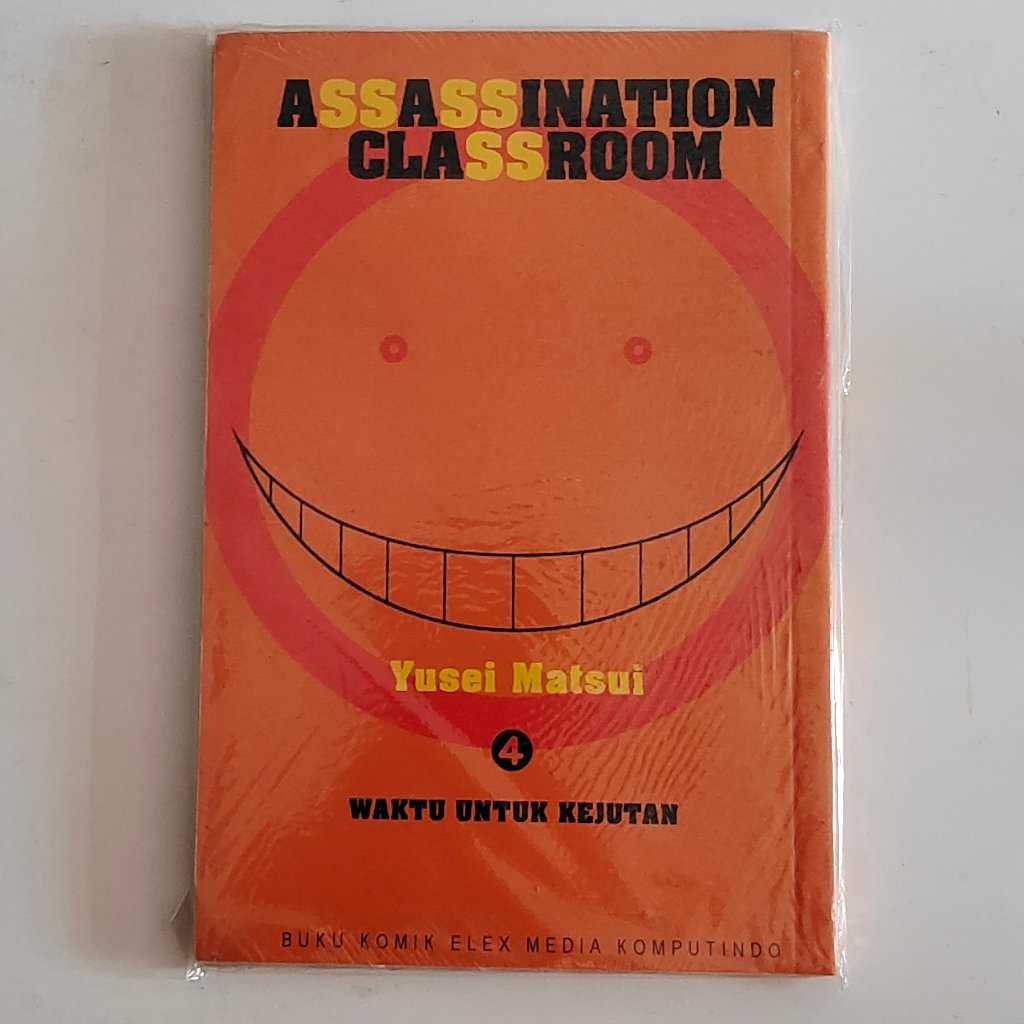 ASSASSINATION
CLASSROOM
Yusei Matsui
4
WAKTU UNTUK KEJUTAN
BUKU KOMIK ELEX MEDIA KOMPUTINDO